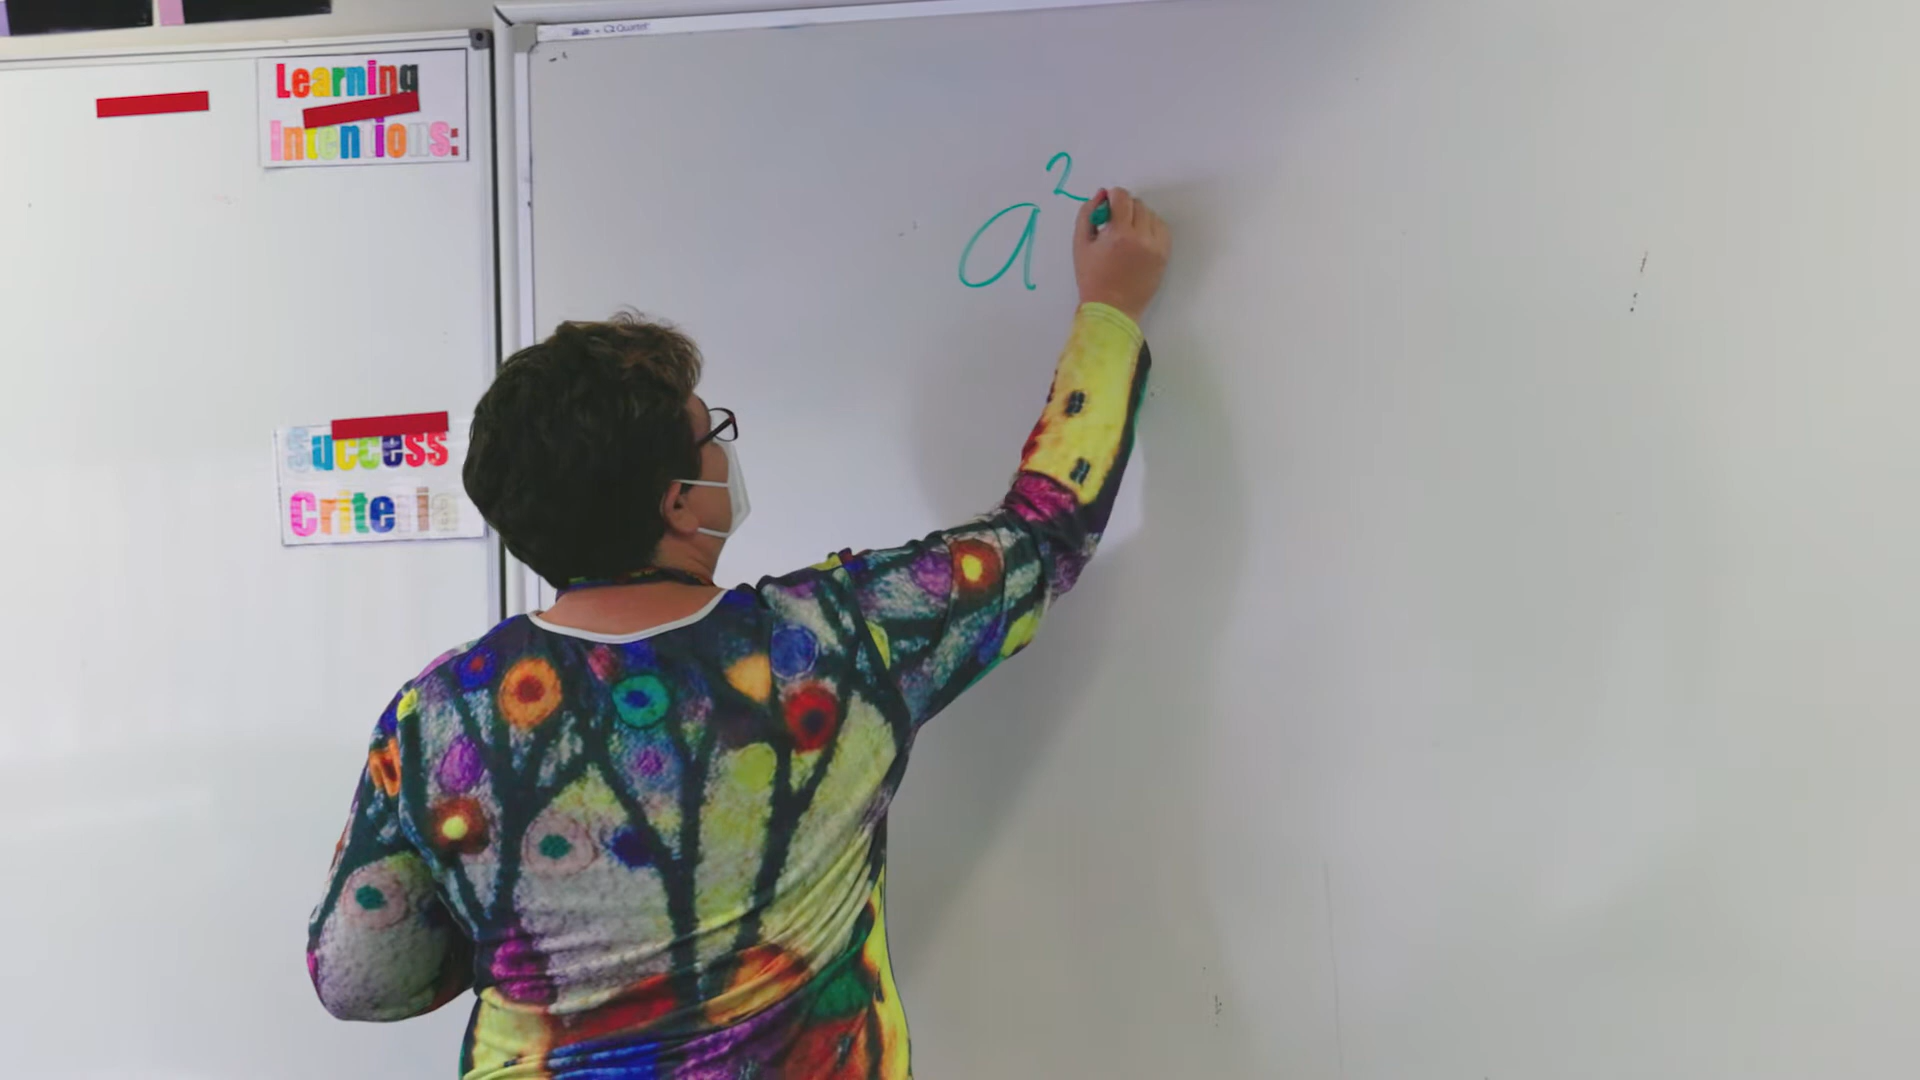 Learning
Intentions:
Success
Criteria
a²